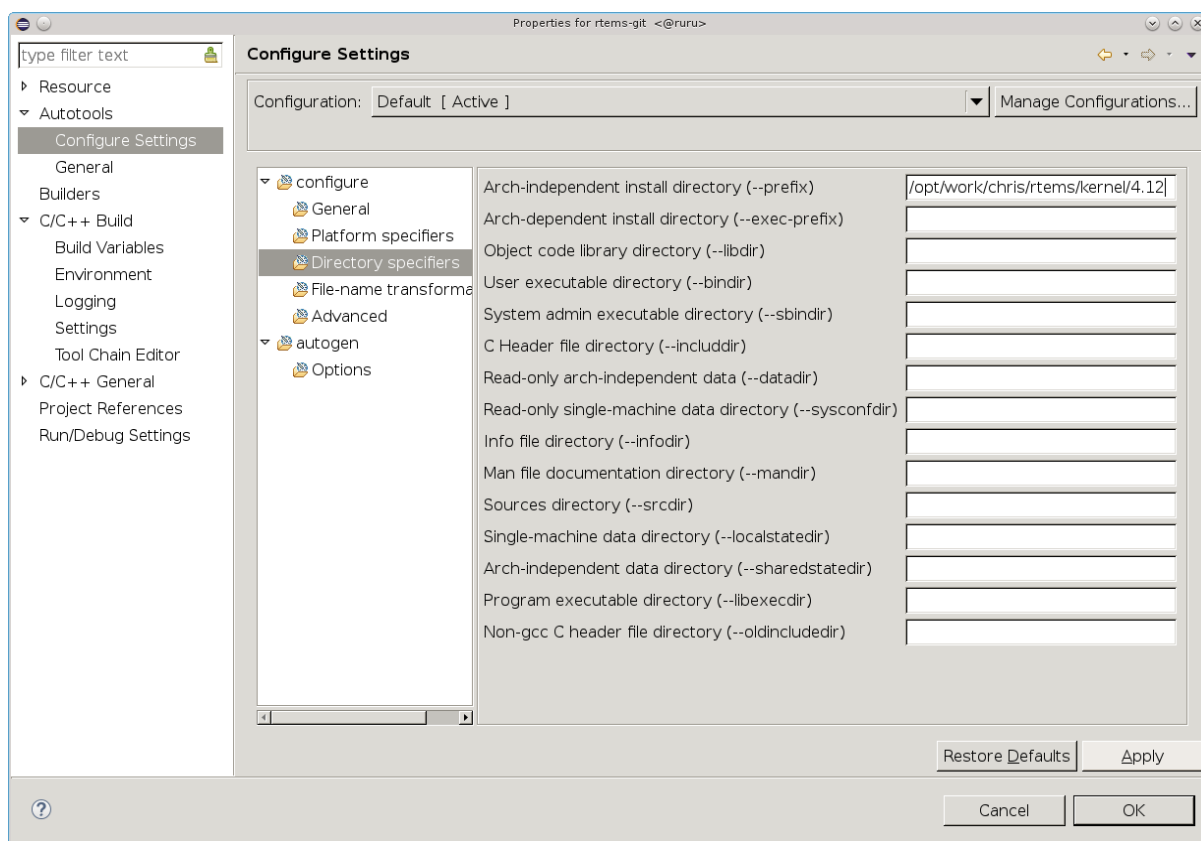 Properties for rtems-git <@ruru>
type filter text
Resource
Autotools
Configure Settings
General
Builders
C/C++ Build
Build Variables
Environment
Logging
Settings
Tool Chain Editor
C/C++ General
Project References
Run/Debug Settings
Configure Settings
Configuration: Default [ Active ] Manage Configurations...
configure
General
Platform specifiers
Directory specifiers
File-name transforma
Advanced
autogen
Options
Arch-independent install directory (--prefix) /opt/work/chris/rtems/kernel/4.12
Arch-dependent install directory (--exec-prefix)
Object code library directory (--libdir)
User executable directory (--bindir)
System admin executable directory (--sbindir)
C Header file directory (--includdir)
Read-only arch-independent data (--datadir)
Read-only single-machine data directory (--sysconfdir)
Info file directory (--infodir)
Man file documentation directory (--mandir)
Sources directory (--srcdir)
Single-machine data directory (--localstatedir)
Arch-independent data directory (--sharedstatedir)
Program executable directory (--libexecdir)
Non-gcc C header file directory (--oldincludedir)
Restore Defaults Apply
? Cancel OK